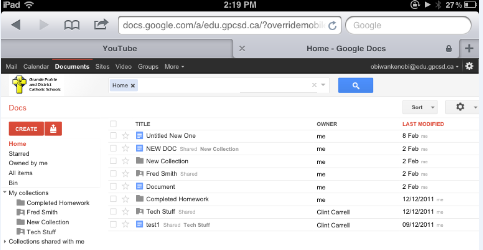 iPad 2:19 PM 27%
docs.google.com/a/edu.gpcsd.ca/?overridemobil Google
YouTube Home - Google Docs
Mail Calendar Documents Sites Video Groups More obiwankenobi@edu.gpcsd.ca
Grande Prairie
and District
Catholic Schools
Home
Docs Sort
CREATE
TITLE OWNER LAST MODIFIED
Home
Starred
Owned by me
All items
Bin
My collections
Completed Homework
Fred Smith
New Collection
Tech Stuff
Collections shared with me
Untitled New One me 8 Feb me
NEW DOC Shared New Collection me 2 Feb me
New Collection me 2 Feb me
Fred Smith Shared me 2 Feb me
Document me 2 Feb me
Completed Homework me 12/12/2011 me
Tech Stuff Shared Clint Carrell 12/12/2011 me
test1 Shared Tech Stuff Clint Carrell 09/12/2011 me